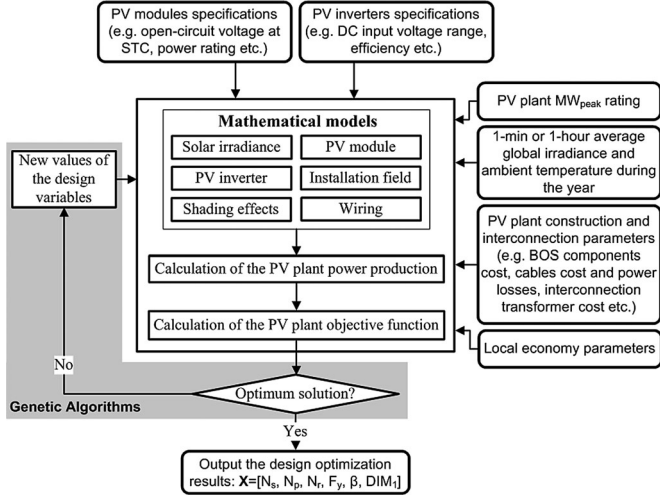 PV modules specifications
(e.g. open-circuit voltage at
STC, power rating etc.)
PV inverters specifications
(e.g. DC input voltage range,
efficiency etc.)
Mathematical models
Solar irradiance
PV module
PV inverter
Installation field
Shading effects
Wiring
Calculation of the PV plant power production
Calculation of the PV plant objective function
New values of
the design
variables
PV plant MWpeak rating
1-min or 1-hour average
global irradiance and
ambient temperature during
the year
PV plant construction and
interconnection parameters
(e.g. BOS components
cost, cables cost and power
losses, interconnection
transformer cost etc.)
Local economy parameters
No
Genetic Algorithms
Optimum solution?
Yes
Output the design optimization
results: X=[Ns, Np, Nr, Fy, β, DIM1]